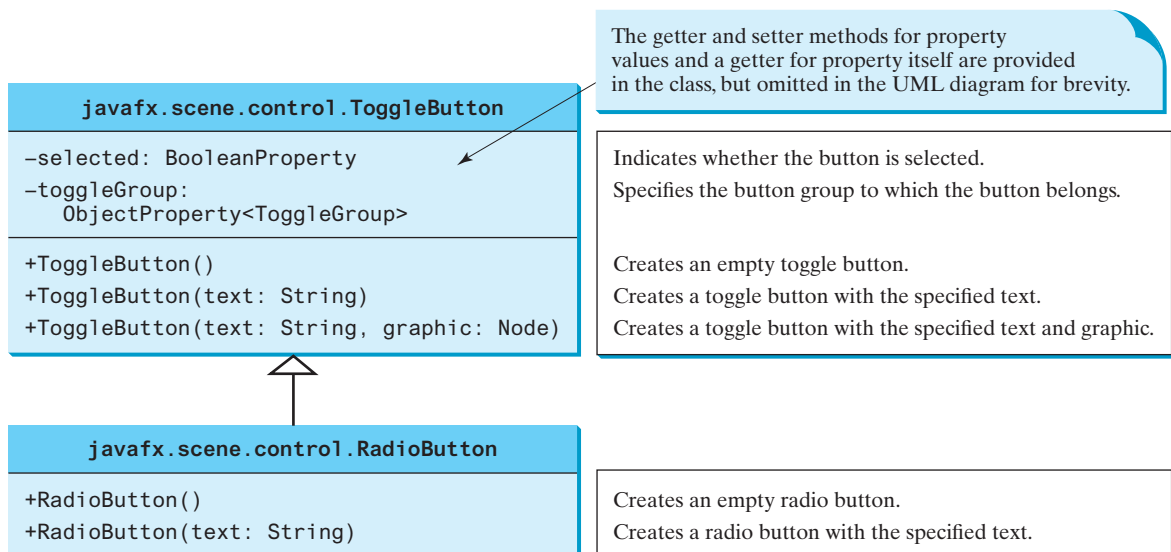 The getter and setter methods for property
values and a getter for property itself are provided
in the class, but omitted in the UML diagram for brevity.
javafx.scene.control.ToggleButton
–selected: BooleanProperty
–toggleGroup:
ObjectProperty<ToggleGroup>
Indicates whether the button is selected.
Specifies the button group to which the button belongs.
+ToggleButton()
+ToggleButton(text: String)
+ToggleButton(text: String, graphic: Node)
Creates an empty toggle button.
Creates a toggle button with the specified text.
Creates a toggle button with the specified text and graphic.
javafx.scene.control.RadioButton
+RadioButton()
+RadioButton(text: String)
Creates an empty radio button.
Creates a radio button with the specified text.